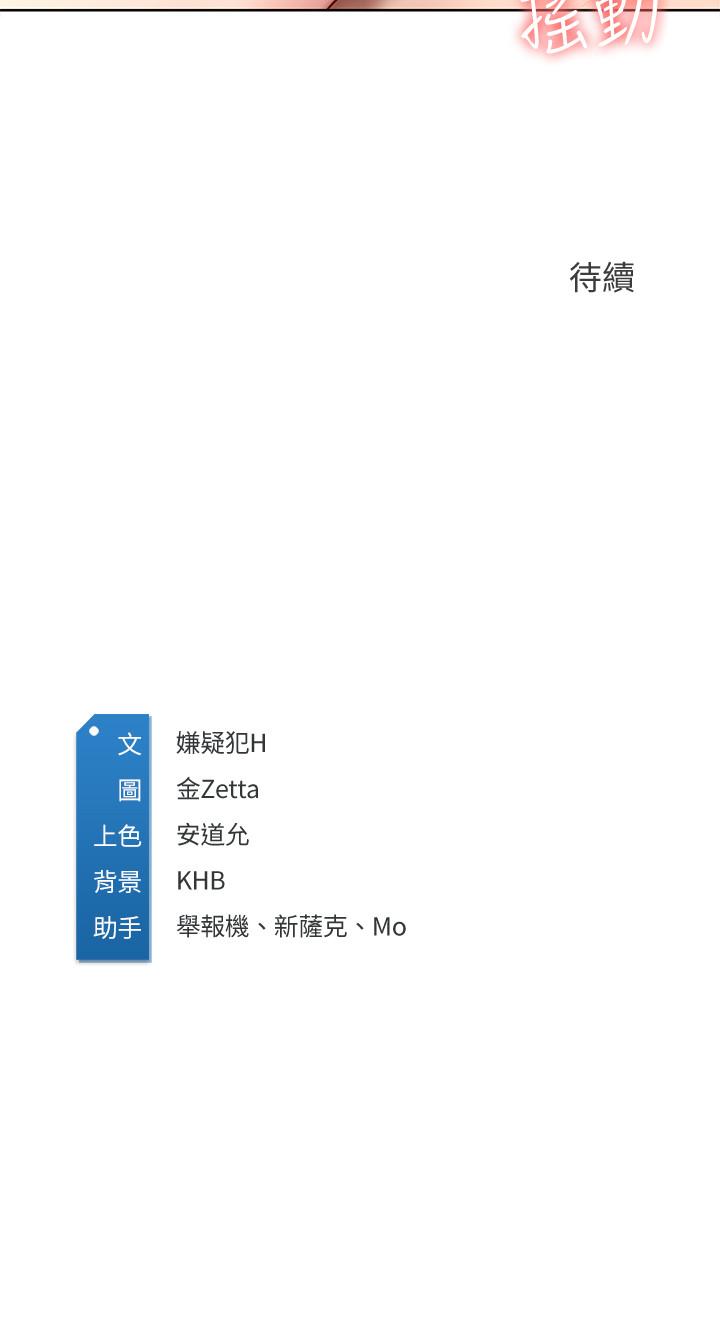 搖動
待續
文 嫌疑犯H
圖 金Zetta
上色 安道允
背景 KHB
助手 舉報機、新薩克、Mo